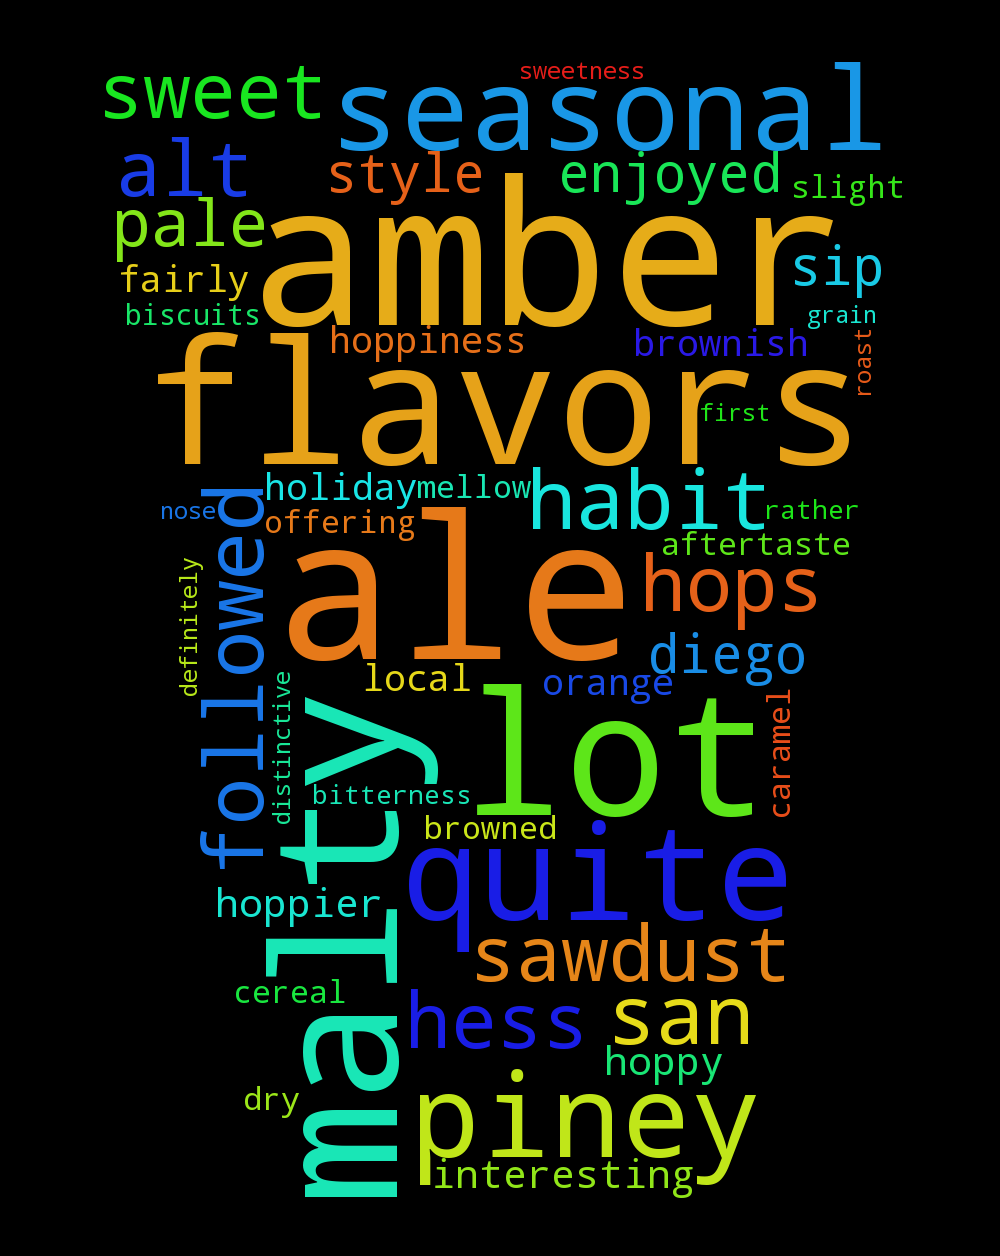 sweetness
sweet
seasonal
alt
style
enjoyed
slight
pale
amber
sip
fairly
biscuits
grain
hoppiness
brownish
roast
flavors
first
holiday
mellow
habit
rather
nose
offering
aftertaste
followed
ale
hops
definitely
diego
local
orange
distinctive
caramel
lot
malty
bitterness
browned
quite
hoppier
sawdust
cereal
hess
san
hoppy
dry
piney
interesting